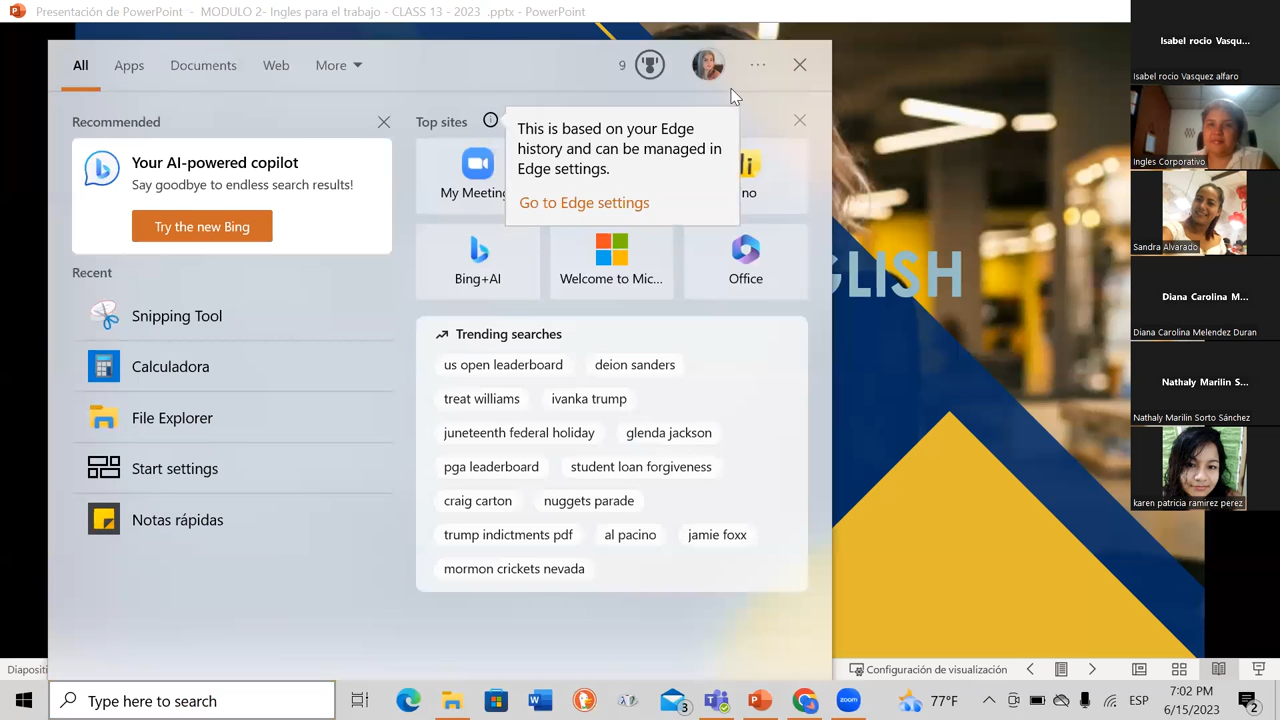 Presentación de PowerPoint - MODULO 2- Ingles para el trabajo - CLASS 13 - 2023 .pptx - PowerPoint
All
Apps
Documents
Web
More
9
Recommended
Your AI-powered copilot
Say goodbye to endless search results!
Try the new Bing
Recent
Snipping Tool
Calculadora
File Explorer
Start settings
Notas rápidas
Top sites
This is based on your Edge
history and can be managed in
Edge settings.
Go to Edge settings
My Meeting
Bing+AI
Welcome to Mic...
Office
Trending searches
us open leaderboard
deion sanders
treat williams
ivanka trump
juneteenth federal holiday
glenda jackson
pga leaderboard
student loan forgiveness
craig carton
nuggets parade
trump indictments pdf
al pacino
jamie foxx
mormon crickets nevada
GLISH
Isabel rocio Vasqu...
Isabel rocio Vasquez alfaro
Ingles Corporativo
Sandra Alvarado
Diana Carolina M...
Diana Carolina Melendez Duran
Nathaly Marilin S...
Nathaly Marilin Sorto Sánchez
karen patricia ramirez perez
Diapositi
Configuración de visualización
Type here to search
3
zoom
77°F
ESP
7:02 PM
6/15/2023
2